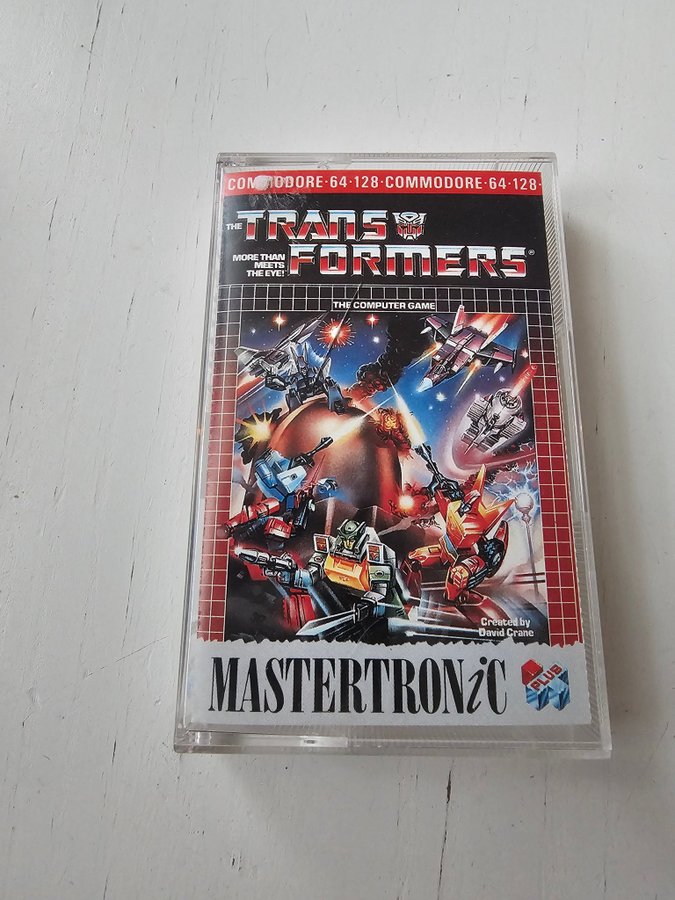 COMMODORE·64·128·COMMODORE·64·128·
THE TRANS
MORE THAN
MEETS
THE EYE!
FORMERS®
THE COMPUTER GAME
Created by
David Crane
MASTERTRONiC
PLUS